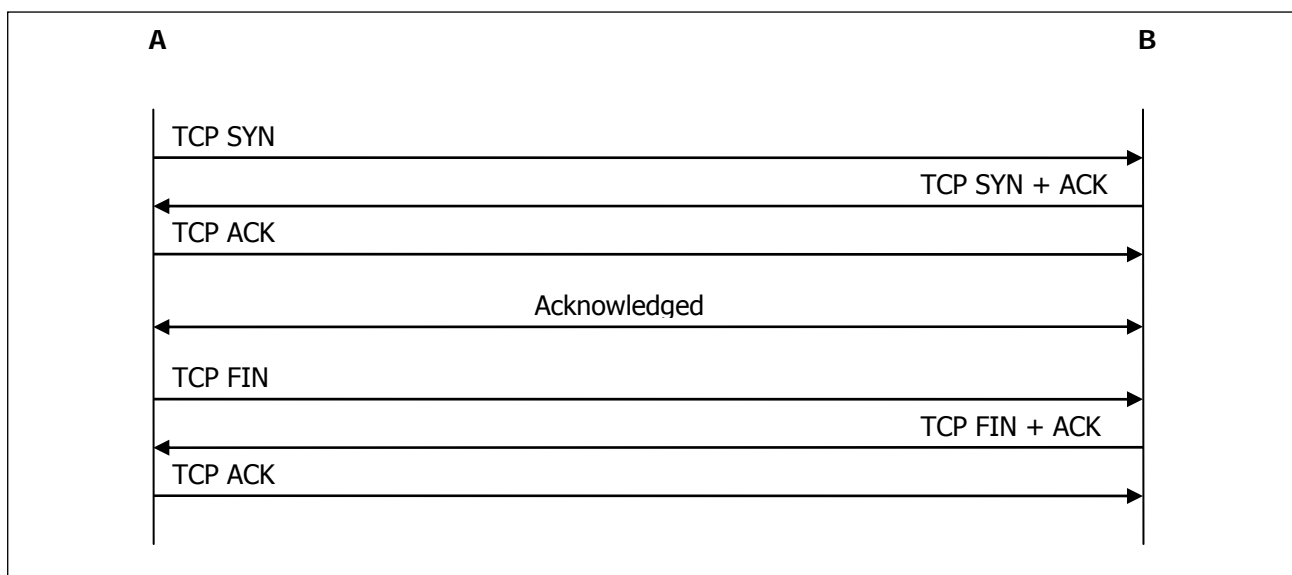 A
B
TCP SYN
TCP SYN + ACK
TCP ACK
Acknowledged
TCP FIN
TCP FIN + ACK
TCP ACK